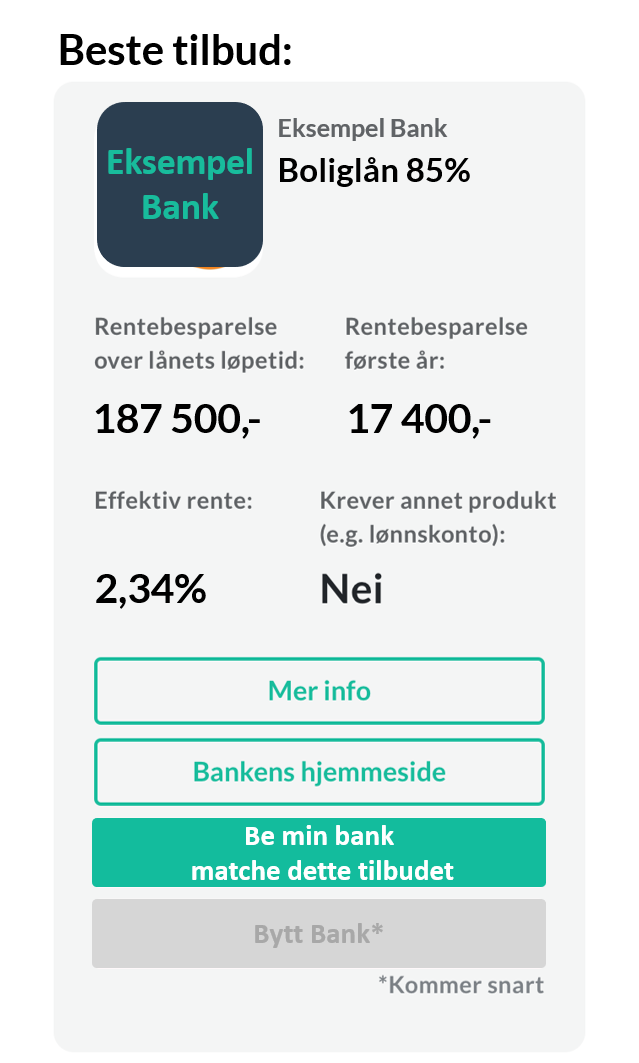 Beste tilbud:
Eksempel
Bank
Eksempel Bank
Boliglån 85%
Rentebesparelse
over lånets løpetid:
187 500,-
Rentebesparelse
første år:
17 400,-
Effektiv rente:
2,34%
Krever annet produkt
(e.g. lønnskonto):
Nei
Mer info
Bankens hjemmeside
Be min bank
matche dette tilbudet
Bytt Bank*
*Kommer snart